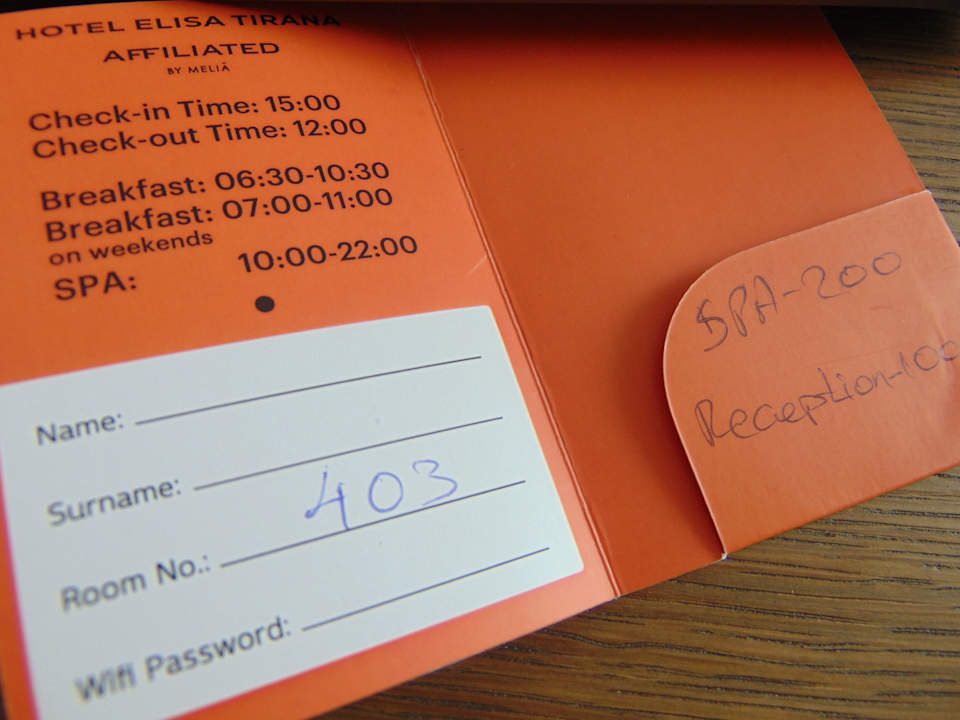 HOTEL ELISA TIRANA
AFFILIATED
BY MELIÃ
Check-in Time: 15:00
Check-out Time: 12:00
Breakfast: 06:30-10:30
Breakfast: 07:00-11:00
on weekends
SPA: 10:00-22:00
Name:
Surname:
Room No.: 403
Wifi Password:
SPA-200
Reception-100